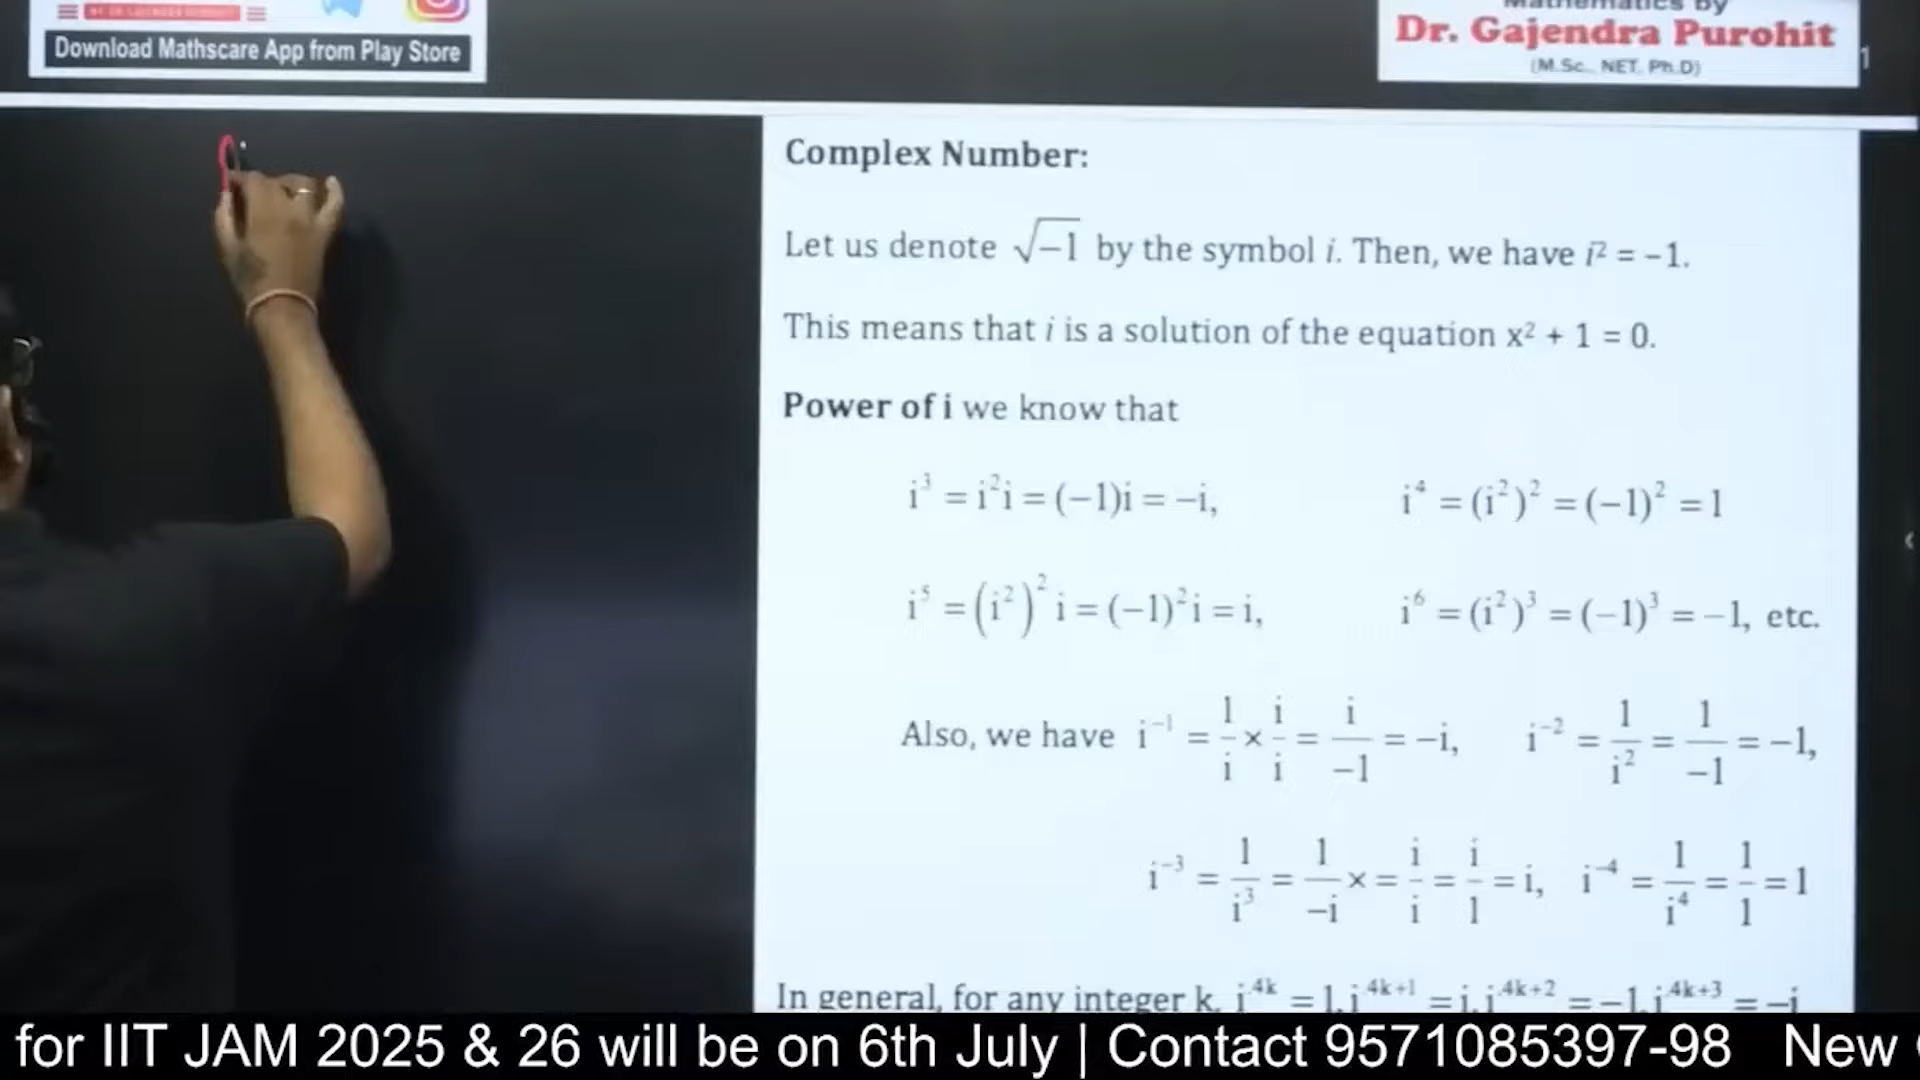 Download Mathscare App from Play Store
Mathematics by
Dr. Gajendra Purohit
(M.Sc., NET, Ph.D)
1
Complex Number:
Let us denote √−1 by the symbol i. Then, we have i² = −1.
This means that i is a solution of the equation x² + 1 = 0.
Power of i we know that
i³ = i²i = (−1)i = −i, i⁴ = (i²)² = (−1)² = 1
i⁵ = (i²)² i = (−1)²i = i, i⁶ = (i²)³ = (−1)³ = −1, etc.
Also, we have i⁻¹ = 1/i × i/i = i/−1 = −i, i⁻² = 1/i² = 1/−1 = −1,
i⁻³ = 1/i³ = 1/−i × = i/i = i/1 = i, i⁻⁴ = 1/i⁴ = 1/1 = 1
In general, for any integer k, i⁴ᵏ = 1, i⁴ᵏ⁺¹ = i, i⁴ᵏ⁺² = −1, i⁴ᵏ⁺³ = −i
for IIT JAM 2025 & 26 will be on 6th July | Contact 9571085397-98 New